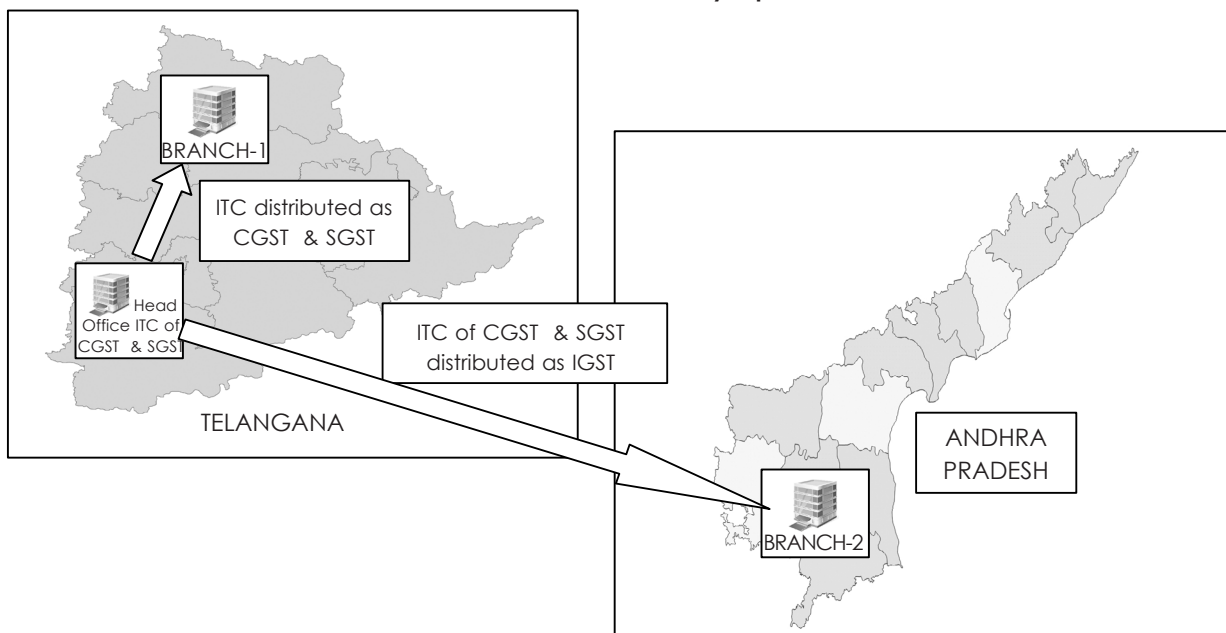 BRANCH-1
ITC distributed as
CGST & SGST
Head
Office ITC of
CGST & SGST
ITC of CGST & SGST
distributed as IGST
TELANGANA
ANDHRA
PRADESH
BRANCH-2